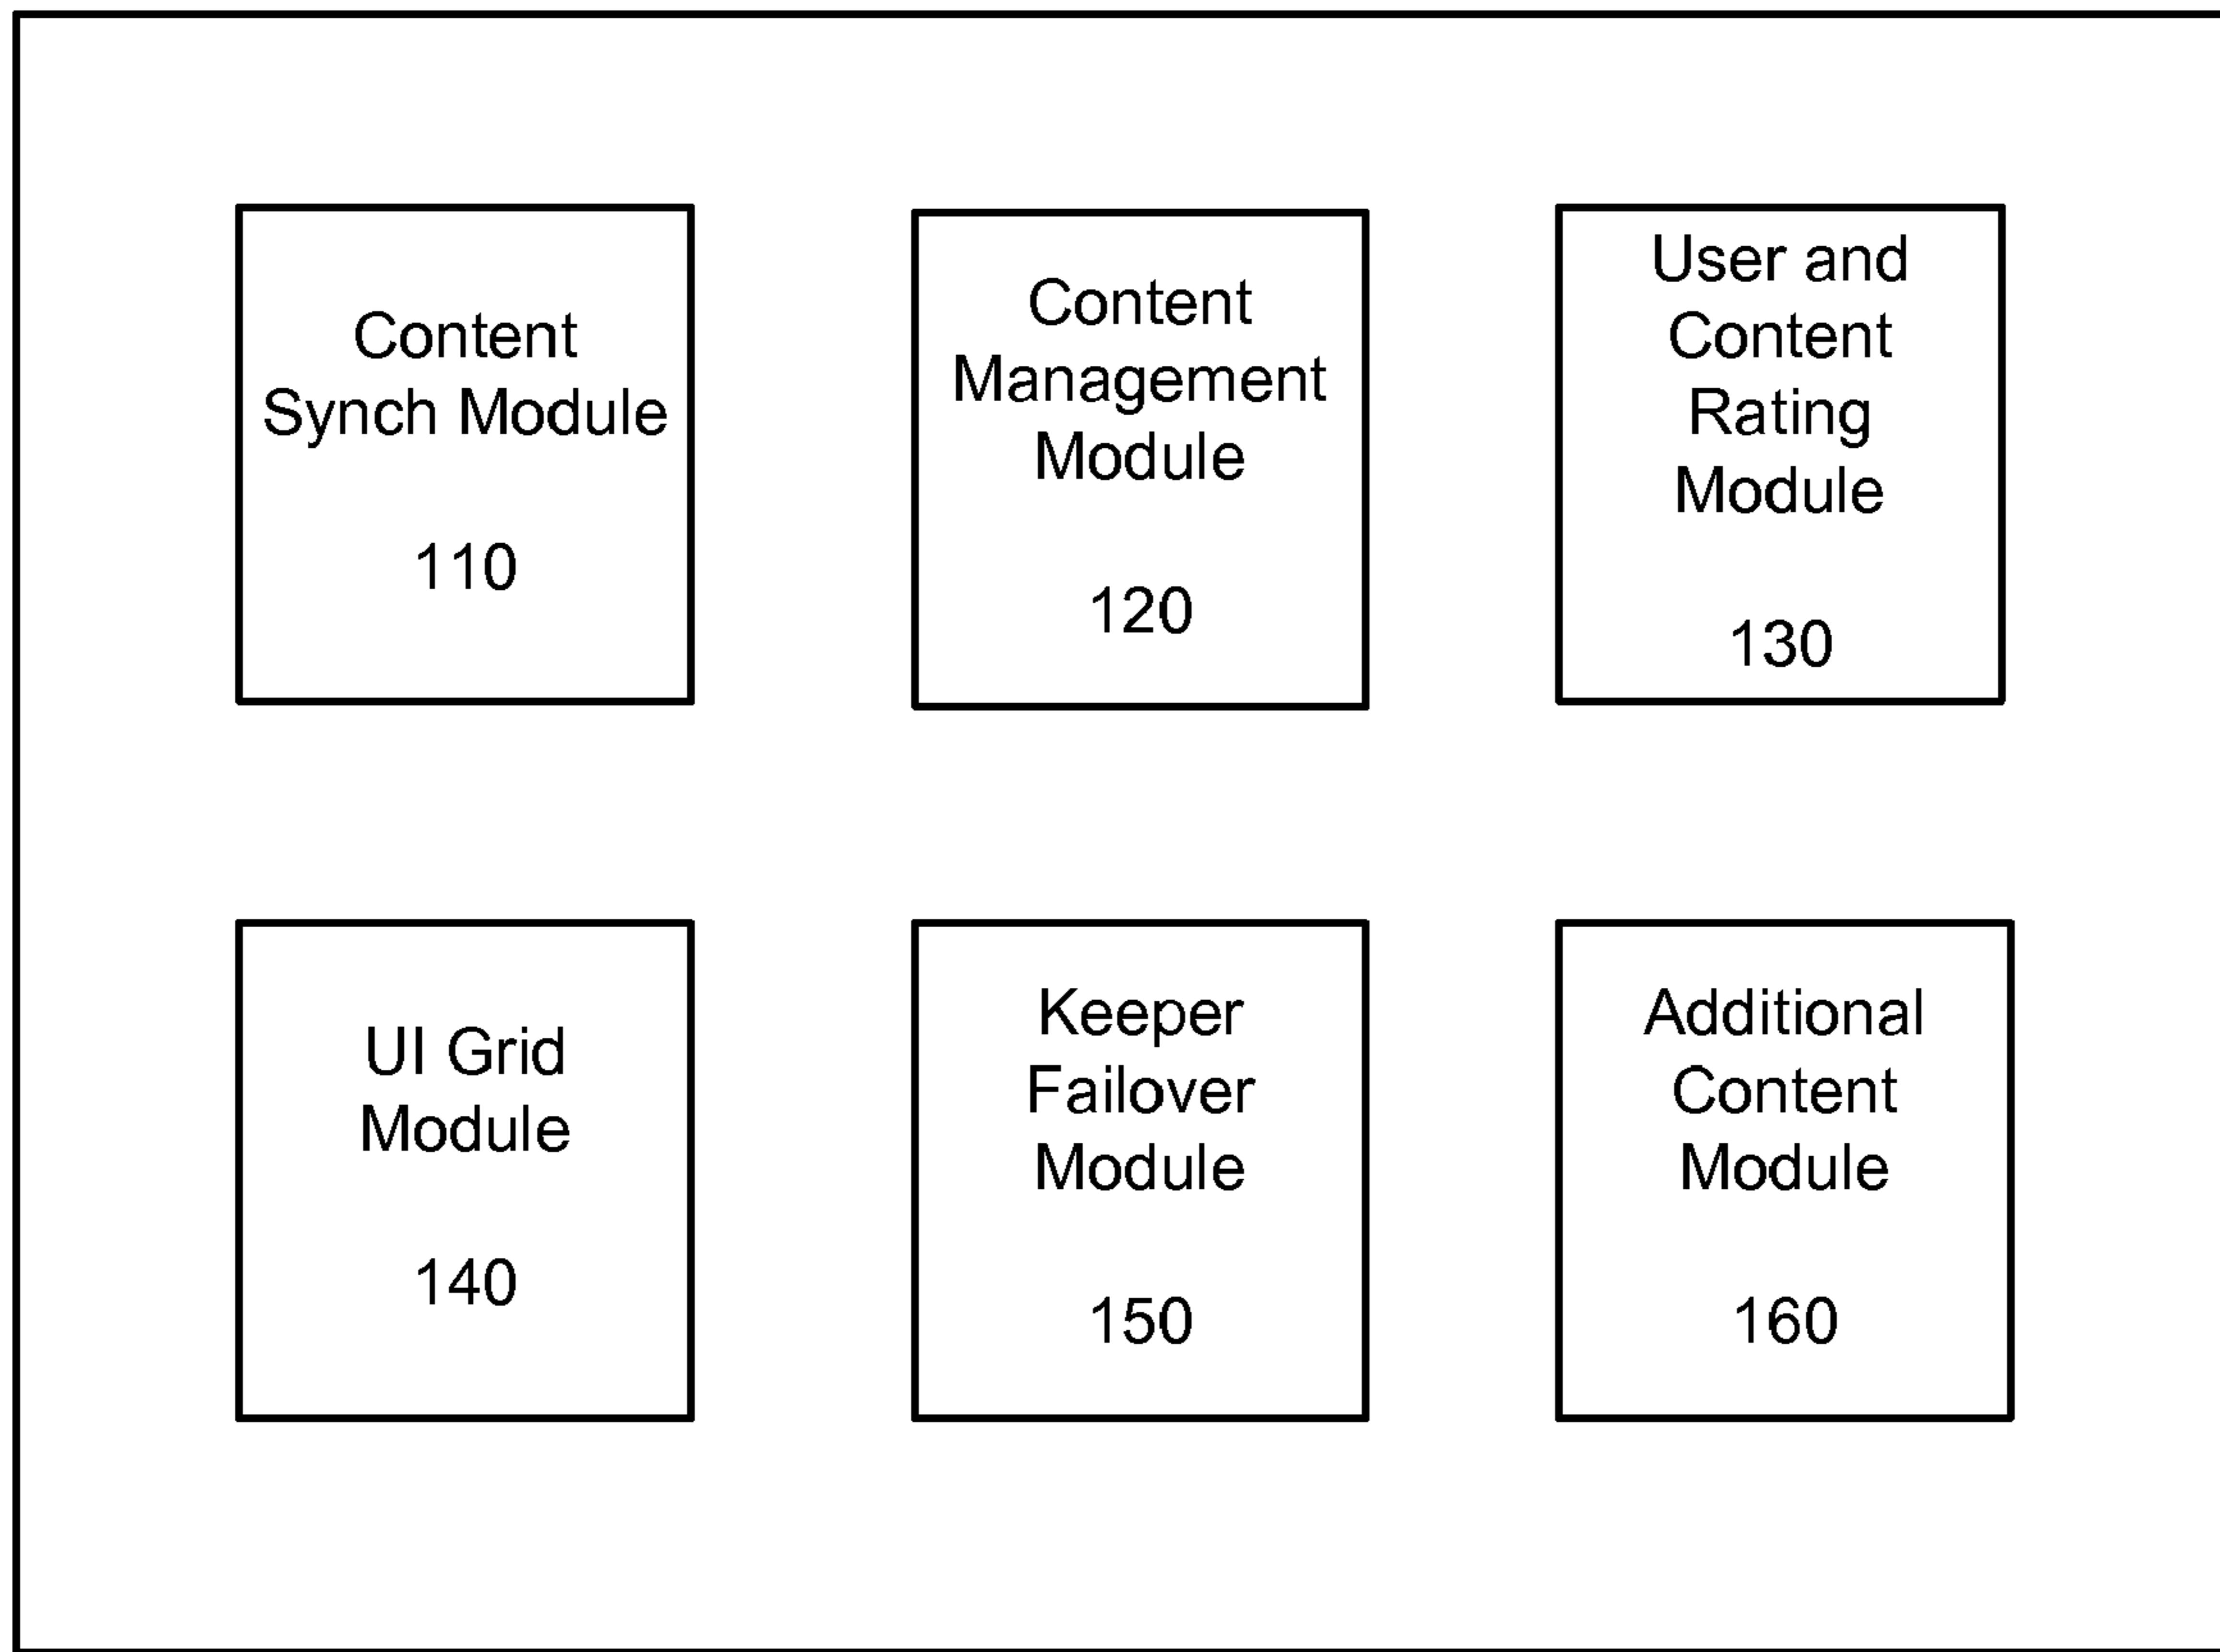 Content
Synch Module
110
Content
Management
Module
120
User and
Content
Rating
Module
130
UI Grid
Module
140
Keeper
Failover
Module
150
Additional
Content
Module
160